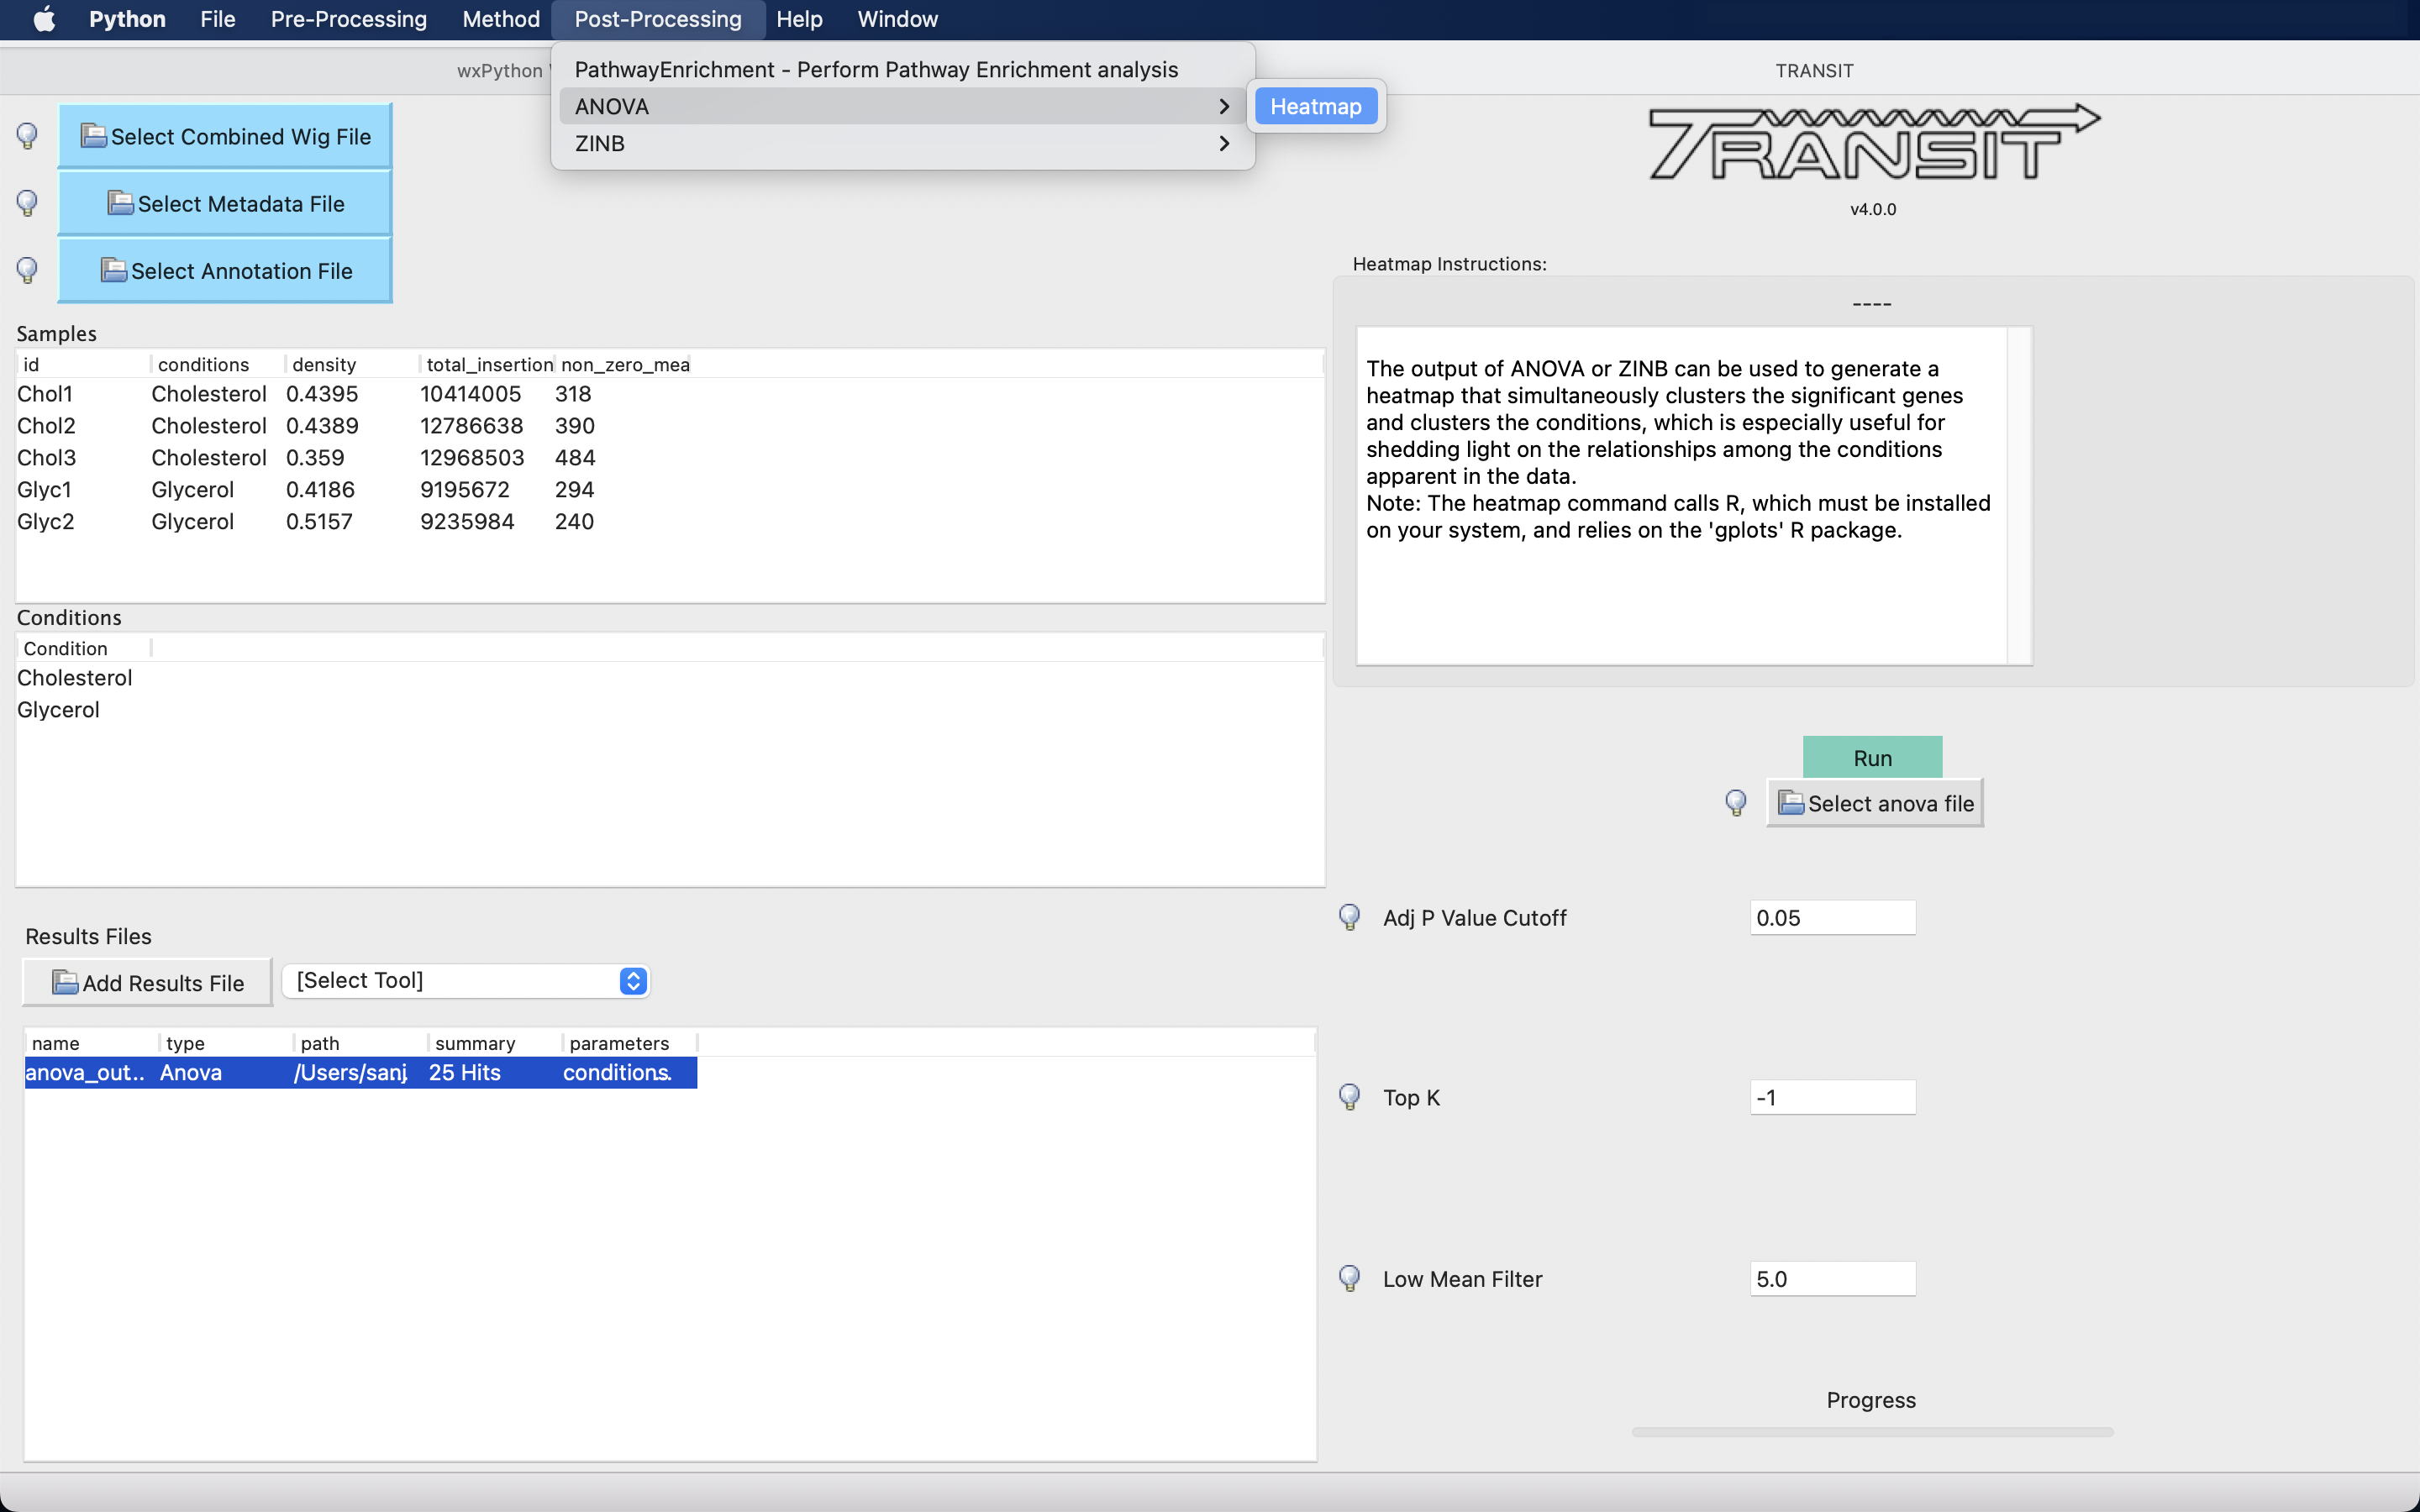 Python File Pre-Processing Method Post-Processing Help Window
wxPython
TRANSIT
PathwayEnrichment - Perform Pathway Enrichment analysis
ANOVA
Heatmap
ZINB
Select Combined Wig File
Select Metadata File
Select Annotation File
TRANSIT
v4.0.0
Samples
id conditions density total_insertion non_zero_mea
Chol1 Cholesterol 0.4395 10414005 318
Chol2 Cholesterol 0.4389 12786638 390
Chol3 Cholesterol 0.359 12968503 484
Glyc1 Glycerol 0.4186 9195672 294
Glyc2 Glycerol 0.5157 9235984 240
Conditions
Condition
Cholesterol
Glycerol
Results Files
Add Results File [Select Tool]
name type path summary parameters
anova_out.. Anova /Users/sanj. 25 Hits conditions.
Heatmap Instructions:
----
The output of ANOVA or ZINB can be used to generate a
heatmap that simultaneously clusters the significant genes
and clusters the conditions, which is especially useful for
shedding light on the relationships among the conditions
apparent in the data.
Note: The heatmap command calls R, which must be installed
on your system, and relies on the 'gplots' R package.
Run
Select anova file
Adj P Value Cutoff 0.05
Top K -1
Low Mean Filter 5.0
Progress